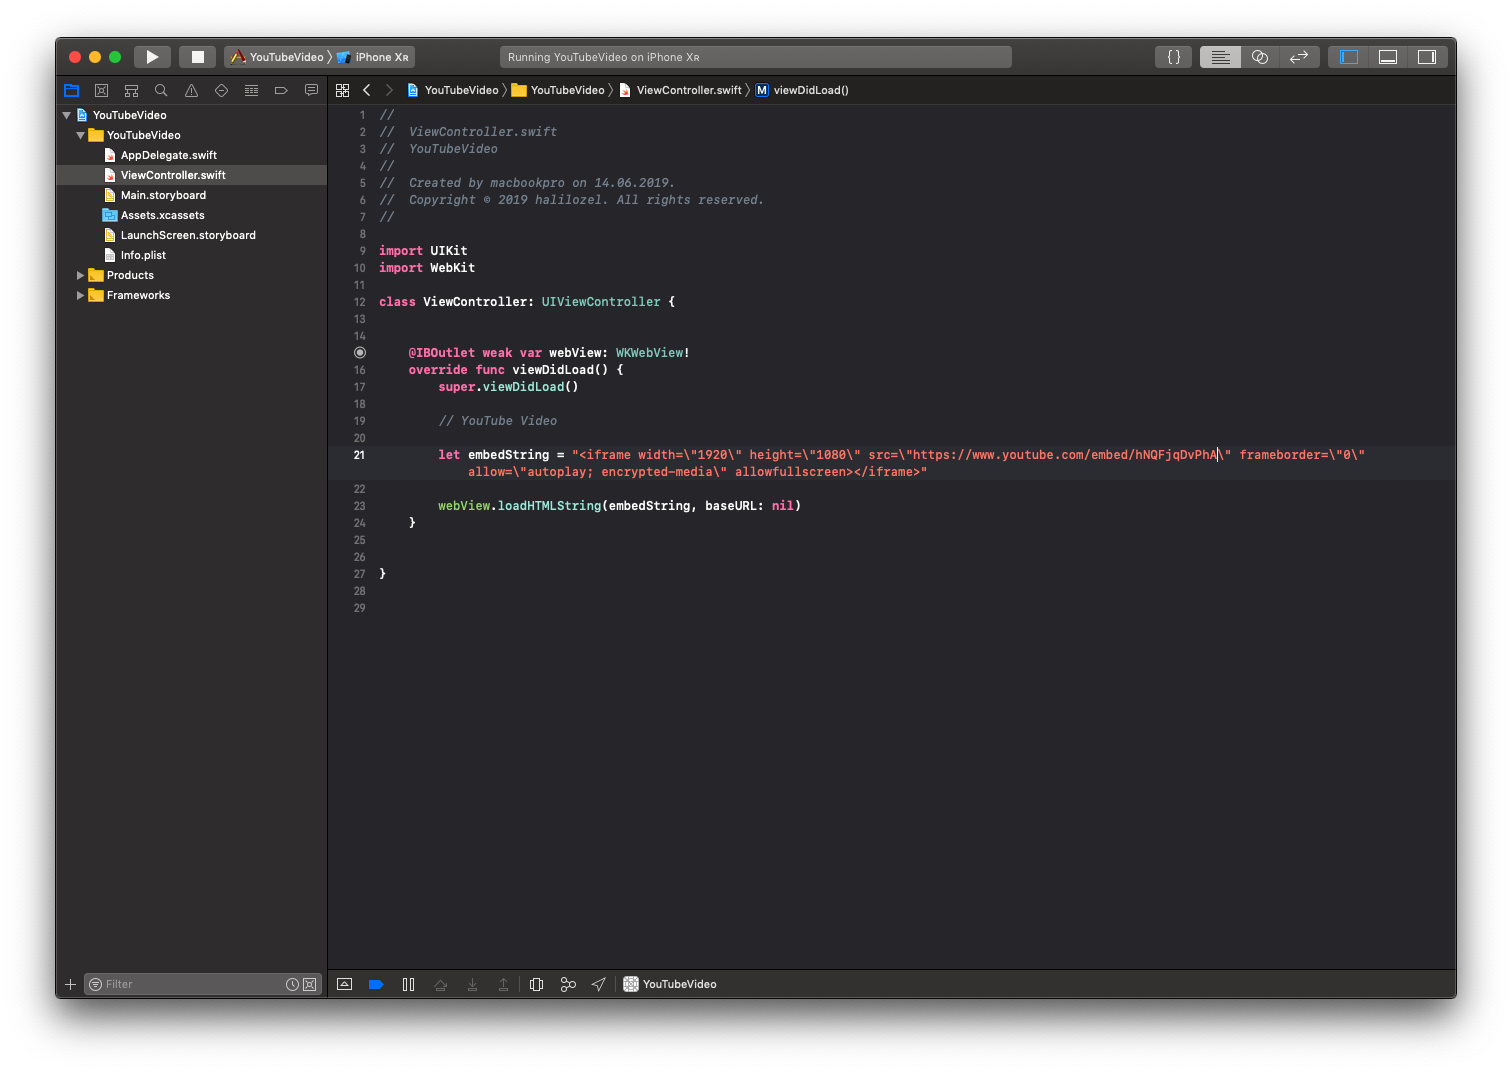 YouTubeVideo 〉 iPhone Xʀ
Running YouTubeVideo on iPhone Xʀ
{ }
YouTubeVideo 〉 YouTubeVideo 〉 ViewController.swift 〉 M viewDidLoad()
YouTubeVideo
YouTubeVideo
AppDelegate.swift
ViewController.swift
Main.storyboard
Assets.xcassets
LaunchScreen.storyboard
Info.plist
Products
Frameworks
1 //
2 //  ViewController.swift
3 //  YouTubeVideo
4 //
5 //  Created by macbookpro on 14.06.2019.
6 //  Copyright © 2019 halilozel. All rights reserved.
7 //
8
9 import UIKit
10 import WebKit
11
12 class ViewController: UIViewController {
13
14
@IBOutlet weak var webView: WKWebView!
16 override func viewDidLoad() {
17 super.viewDidLoad()
18
19 // YouTube Video
20
21 let embedString = "<iframe width=\"1920\" height=\"1080\" src=\"https://www.youtube.com/embed/hNQFjqDvPhA\" frameborder=\"0\"
allow=\"autoplay; encrypted-media\" allowfullscreen></iframe>"
22
23 webView.loadHTMLString(embedString, baseURL: nil)
24 }
25
26
27 }
28
29
Filter
YouTubeVideo